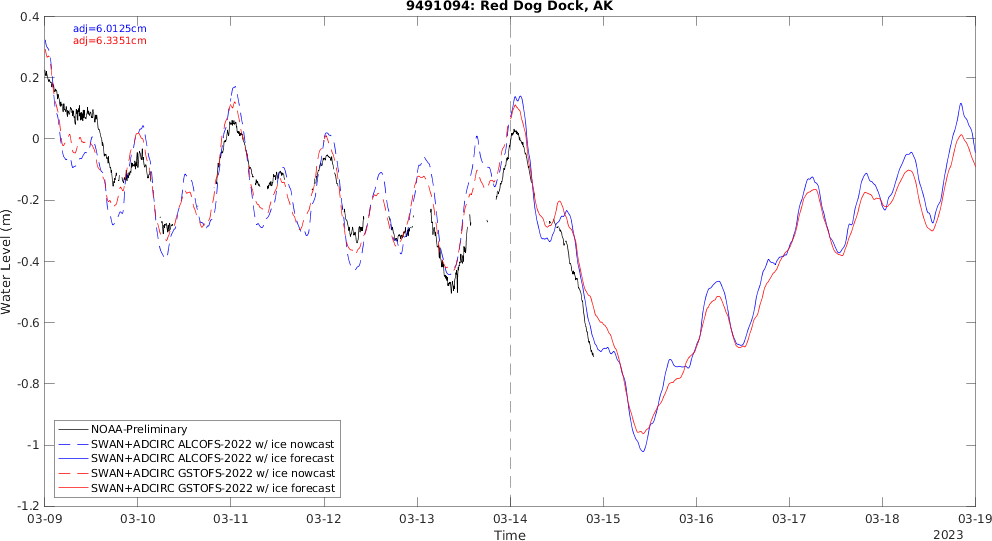 9491094: Red Dog Dock, AK
adj=6.0125cm
adj=6.3351cm
0.4
0.2
0
-0.2
-0.4
-0.6
-0.8
-1
-1.2
Water Level (m)
NOAA-Preliminary
SWAN+ADCIRC ALCOFS-2022 w/ ice nowcast
SWAN+ADCIRC ALCOFS-2022 w/ ice forecast
SWAN+ADCIRC GSTOFS-2022 w/ ice nowcast
SWAN+ADCIRC GSTOFS-2022 w/ ice forecast
03-09 03-10 03-11 03-12 03-13 03-14 03-15 03-16 03-17 03-18 03-19
Time
2023